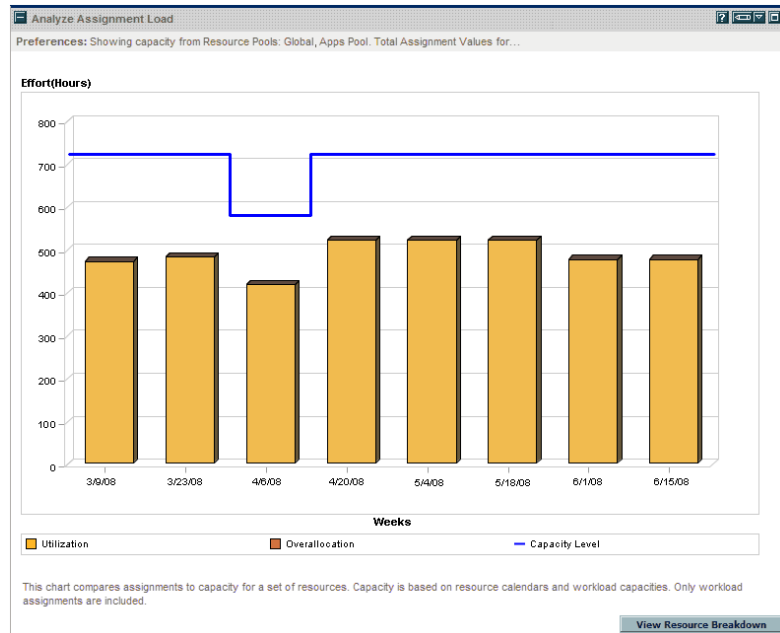 Analyze Assignment Load
?
Preferences: Showing capacity from Resource Pools: Global, Apps Pool. Total Assignment Values for...
Effort(Hours)
800
700
600
500
400
300
200
100
0
3/9/08 3/23/08 4/6/08 4/20/08 5/4/08 5/18/08 6/1/08 6/15/08
Weeks
Utilization Overallocation Capacity Level
This chart compares assignments to capacity for a set of resources. Capacity is based on resource calendars and workload capacities. Only workload
assignments are included.
View Resource Breakdown